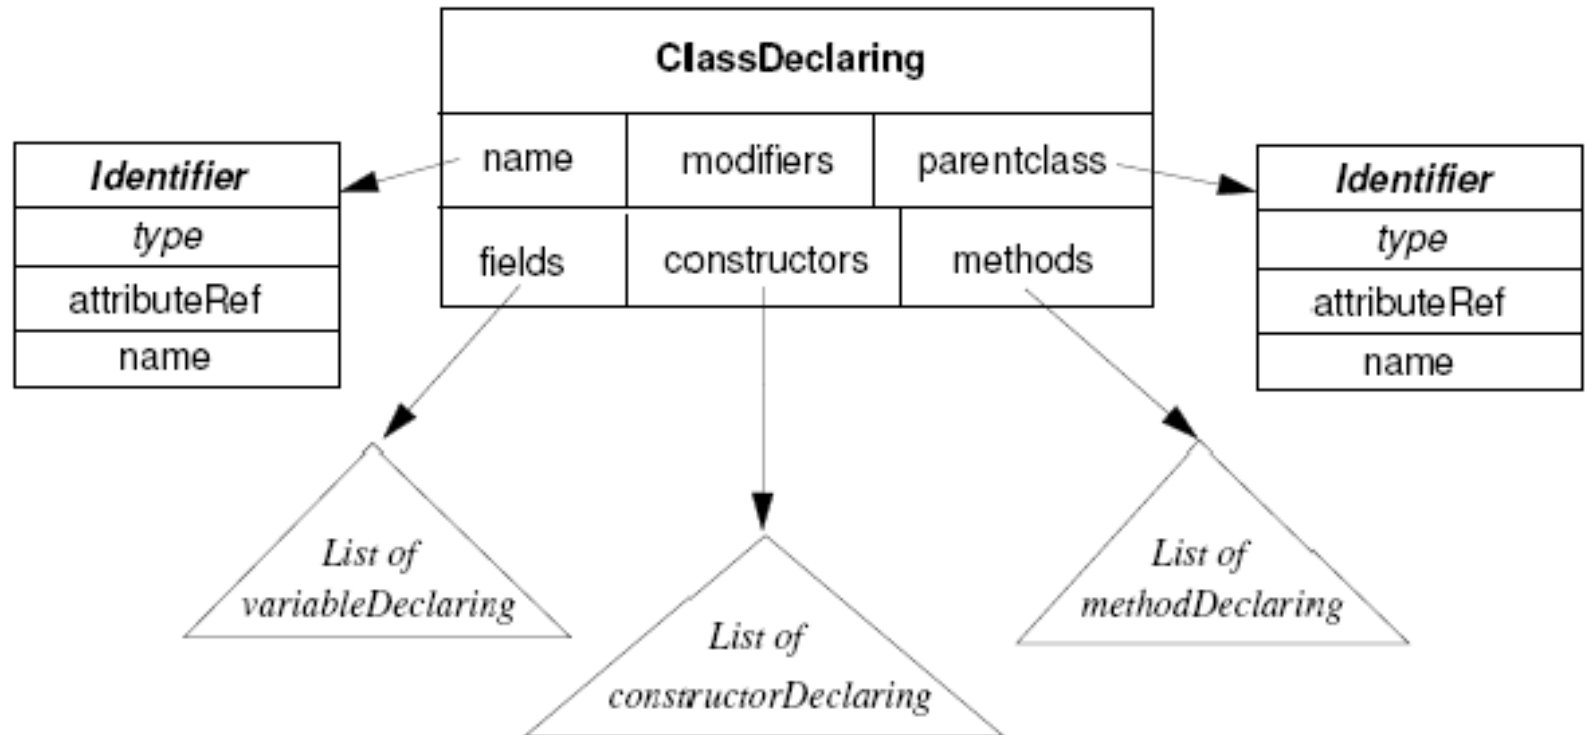 ClassDeclaring
name
modifiers
parentclass
fields
constructors
methods
Identifier
type
attributeRef
name
Identifier
type
attributeRef
name
List of
variableDeclaring
List of
constructorDeclaring
List of
methodDeclaring